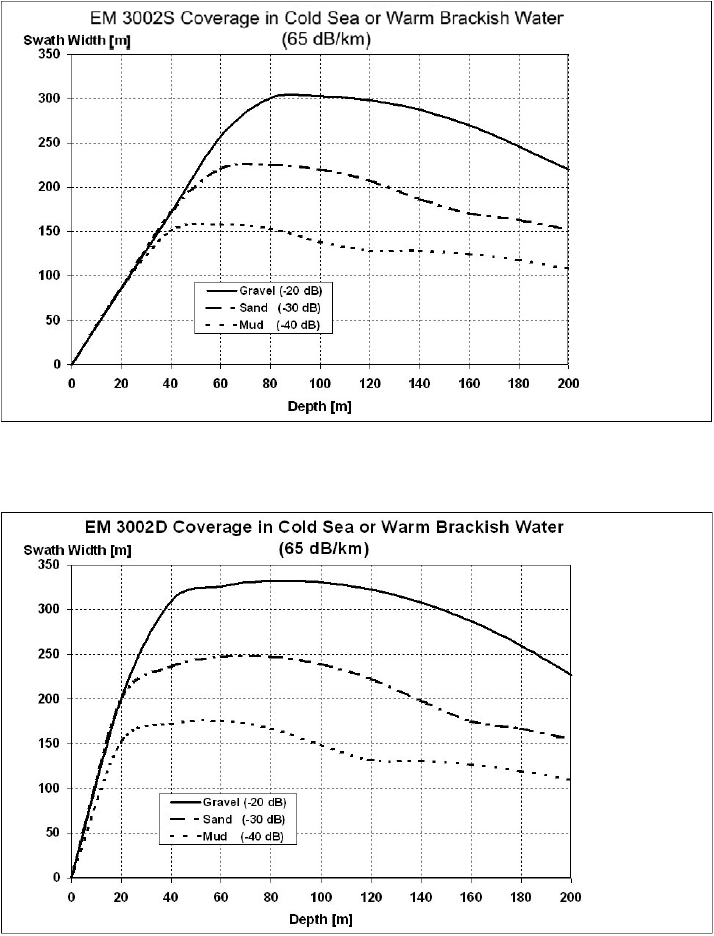 EM 3002S Coverage in Cold Sea or Warm Brackish Water
(65 dB/km)
Swath Width [m]
350
300
250
200
150
100
50
0
Gravel (-20 dB)
Sand (-30 dB)
Mud (-40 dB)
0 20 40 60 80 100 120 140 160 180 200
Depth [m]
EM 3002D Coverage in Cold Sea or Warm Brackish Water
(65 dB/km)
Swath Width [m]
350
300
250
200
150
100
50
0
Gravel (-20 dB)
Sand (-30 dB)
Mud (-40 dB)
0 20 40 60 80 100 120 140 160 180 200
Depth [m]